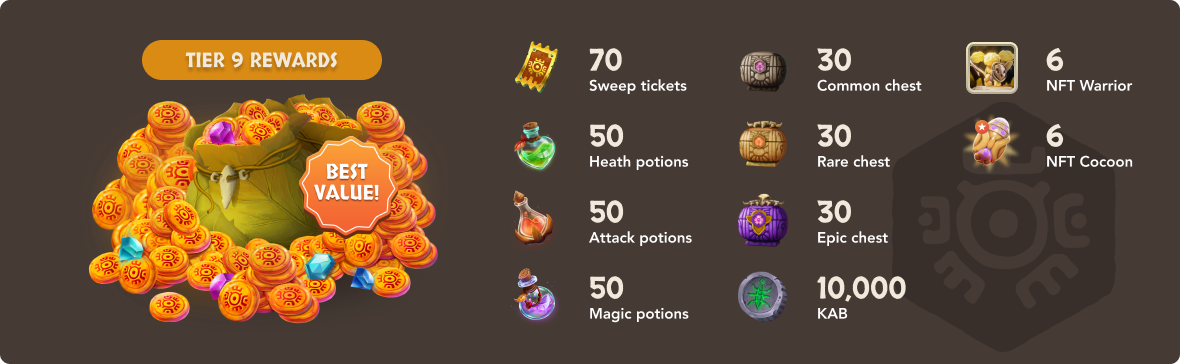 TIER 9 REWARDS
BEST
VALUE!
70
Sweep tickets
50
Heath potions
50
Attack potions
50
Magic potions
30
Common chest
30
Rare chest
30
Epic chest
10,000
KAB
6
NFT Warrior
6
NFT Cocoon